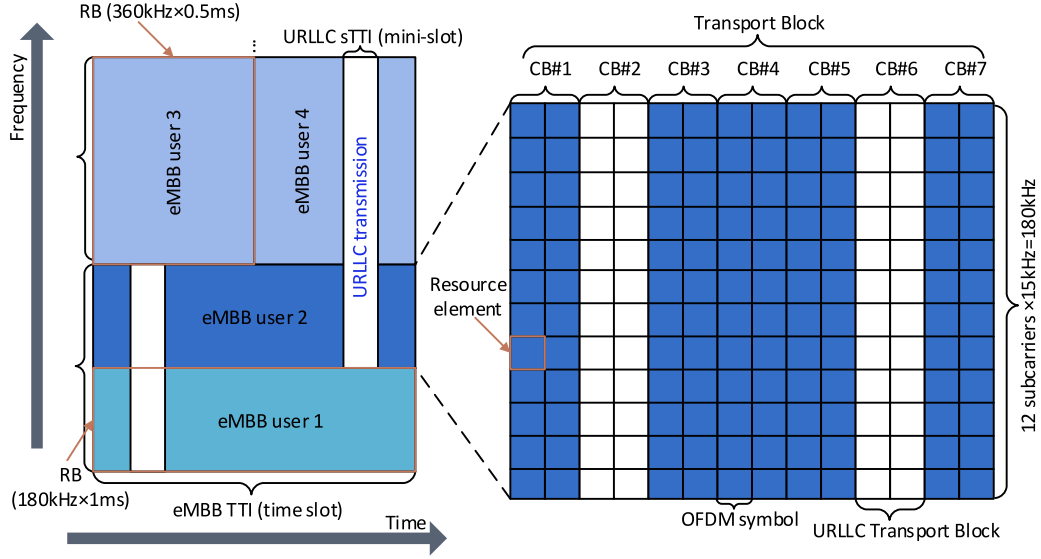 RB (360kHz×0.5ms)
...
URLLC sTTI (mini-slot)
Frequency
eMBB user 3
eMBB user 4
URLLC transmission
eMBB user 2
eMBB user 1
RB
(180kHz×1ms)
eMBB TTI (time slot)
Time
Transport Block
CB#1 CB#2 CB#3 CB#4 CB#5 CB#6 CB#7
Resource
element
12 subcarriers ×15kHz=180kHz
OFDM symbol
URLLC Transport Block